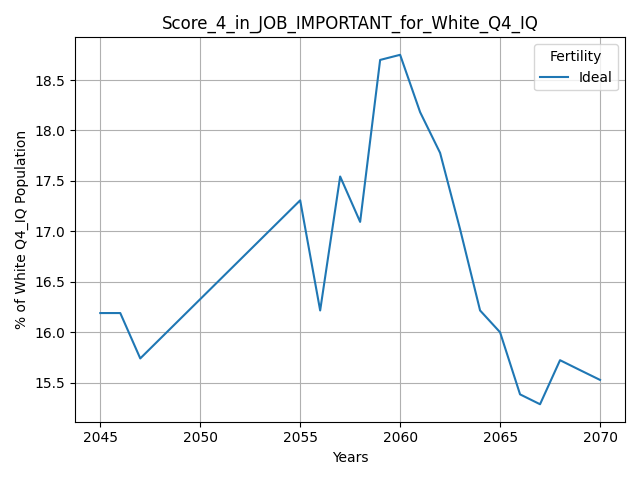 Score_4_in_JOB_IMPORTANT_for_White_Q4_IQ
Fertility
Ideal
% of White Q4_IQ Population
18.5
18.0
17.5
17.0
16.5
16.0
15.5
2045 2050 2055 2060 2065 2070
Years